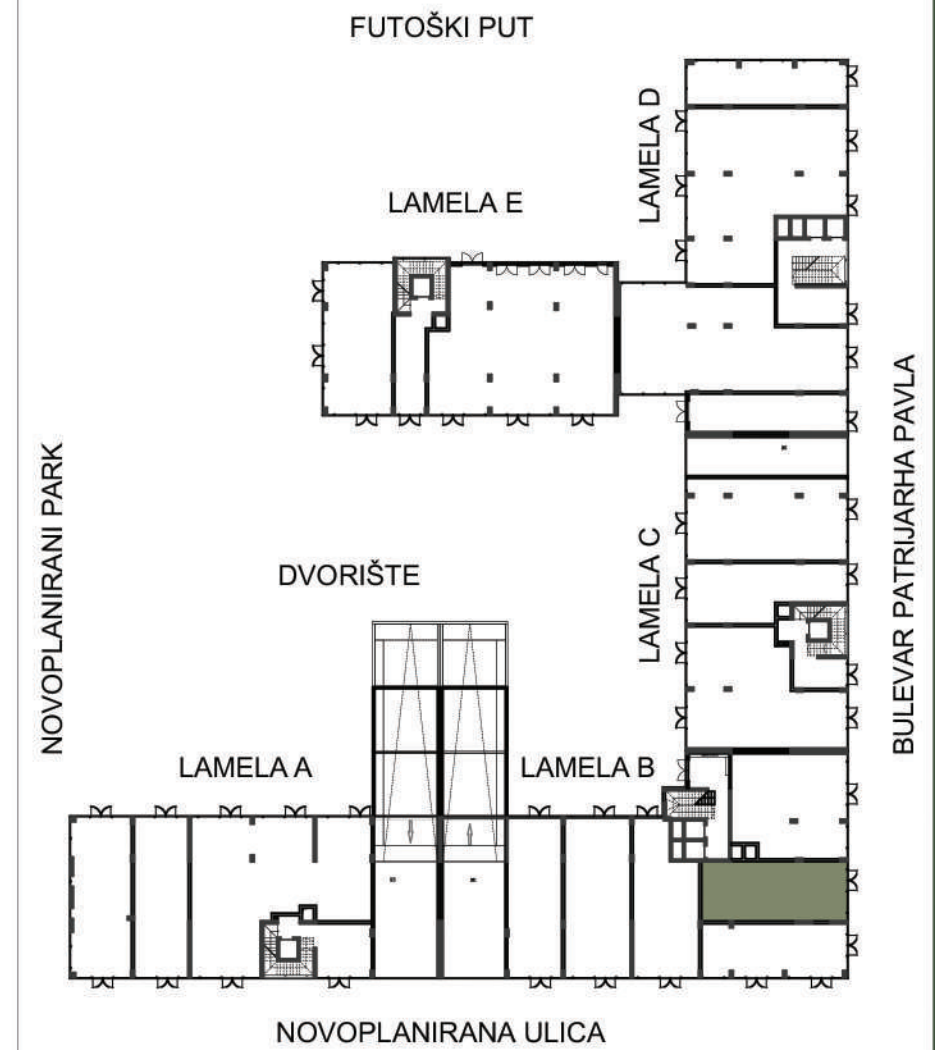 FUTOŠKI PUT
LAMELA D
LAMELA E
NOVOPLANIRANI PARK
BULEVAR PATRIJARHA PAVLA
LAMELA C
DVORIŠTE
LAMELA A
LAMELA B
NOVOPLANIRANA ULICA